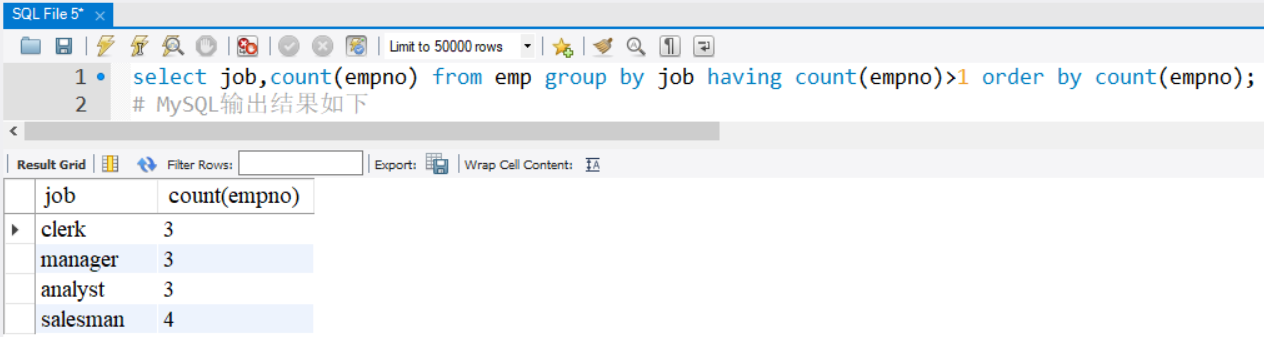 SQL File 5*
Limit to 50000 rows
1 select job,count(empno) from emp group by job having count(empno)>1 order by count(empno);
2 # MySQL输出结果如下
Result Grid Filter Rows: Export: Wrap Cell Content:
job count(empno)
clerk 3
manager 3
analyst 3
salesman 4